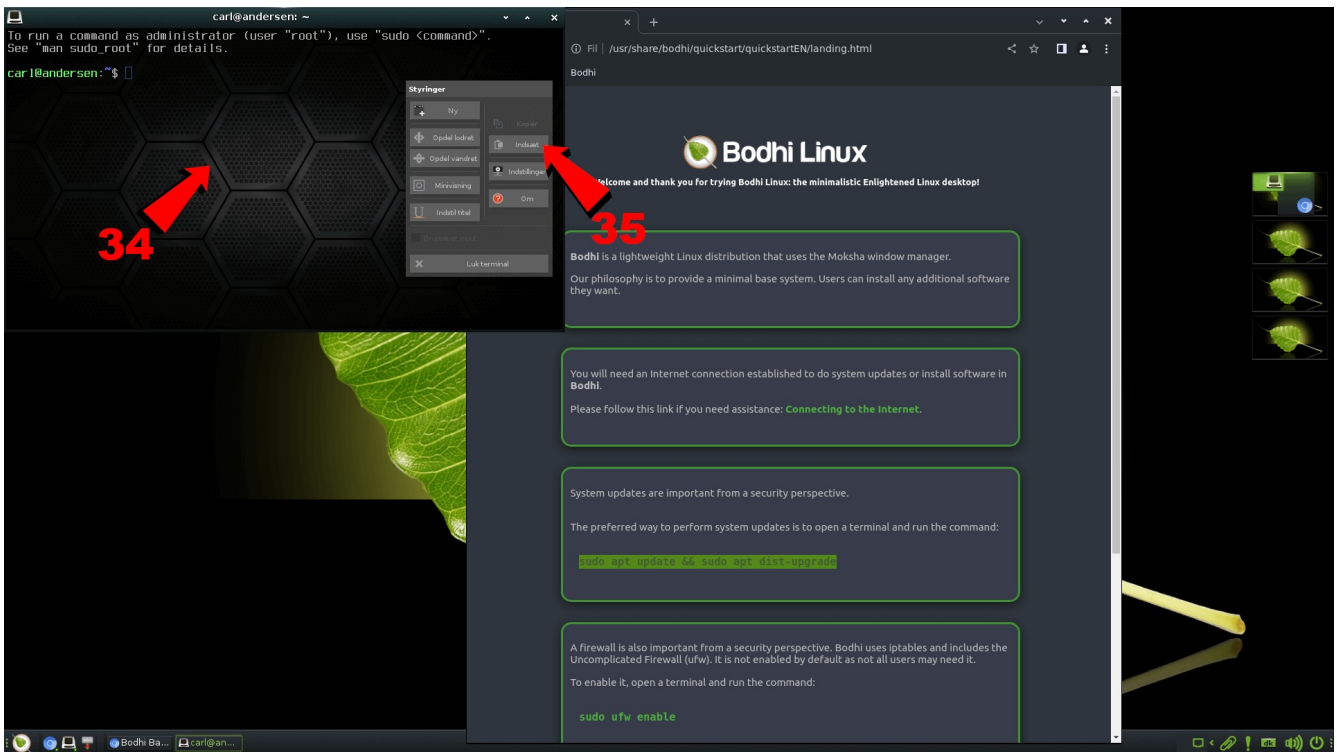 carl@andersen: ~
To run a command as administrator (user "root"), use "sudo <command>".
See "man sudo_root" for details.
carl@andersen:~$
Styringer
Ny
Kopier
Opdel lodret
Indsæt
Opdel vandret
Indstillinger
Minivisning
Om
Indstil titel
Grupperet input
Luk terminal
34
35
Fil | /usr/share/bodhi/quickstart/quickstartEN/landing.html
Bodhi
Bodhi Linux
Welcome and thank you for trying Bodhi Linux: the minimalistic Enlightened Linux desktop!
Bodhi is a lightweight Linux distribution that uses the Moksha window manager.
Our philosophy is to provide a minimal base system. Users can install any additional software
they want.
You will need an Internet connection established to do system updates or install software in
Bodhi.
Please follow this link if you need assistance: Connecting to the Internet.
System updates are important from a security perspective.
The preferred way to perform system updates is to open a terminal and run the command:
sudo apt update && sudo apt dist-upgrade
A firewall is also important from a security perspective. Bodhi uses iptables and includes the
Uncomplicated Firewall (ufw). It is not enabled by default as not all users may need it.
To enable it, open a terminal and run the command:
sudo ufw enable
Bodhi Ba...
carl@an...
dk